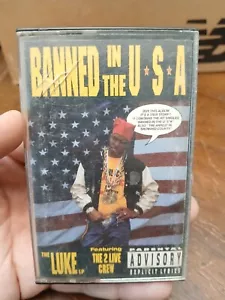 BANNED IN THE U★S★A
THE LUKE LP
Featuring
THE 2 LIVE
CREW
PARENTAL
ADVISORY
EXPLICIT LYRICS